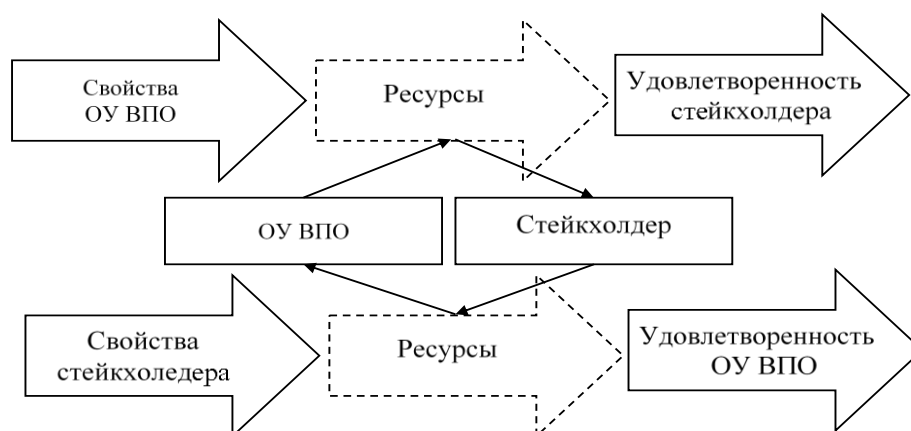 Свойства
ОУ ВПО
Ресурсы
Удовлетворенность
стейкхолдера
ОУ ВПО
Стейкхолдер
Свойства
стейкхоледера
Ресурсы
Удовлетворенность
ОУ ВПО